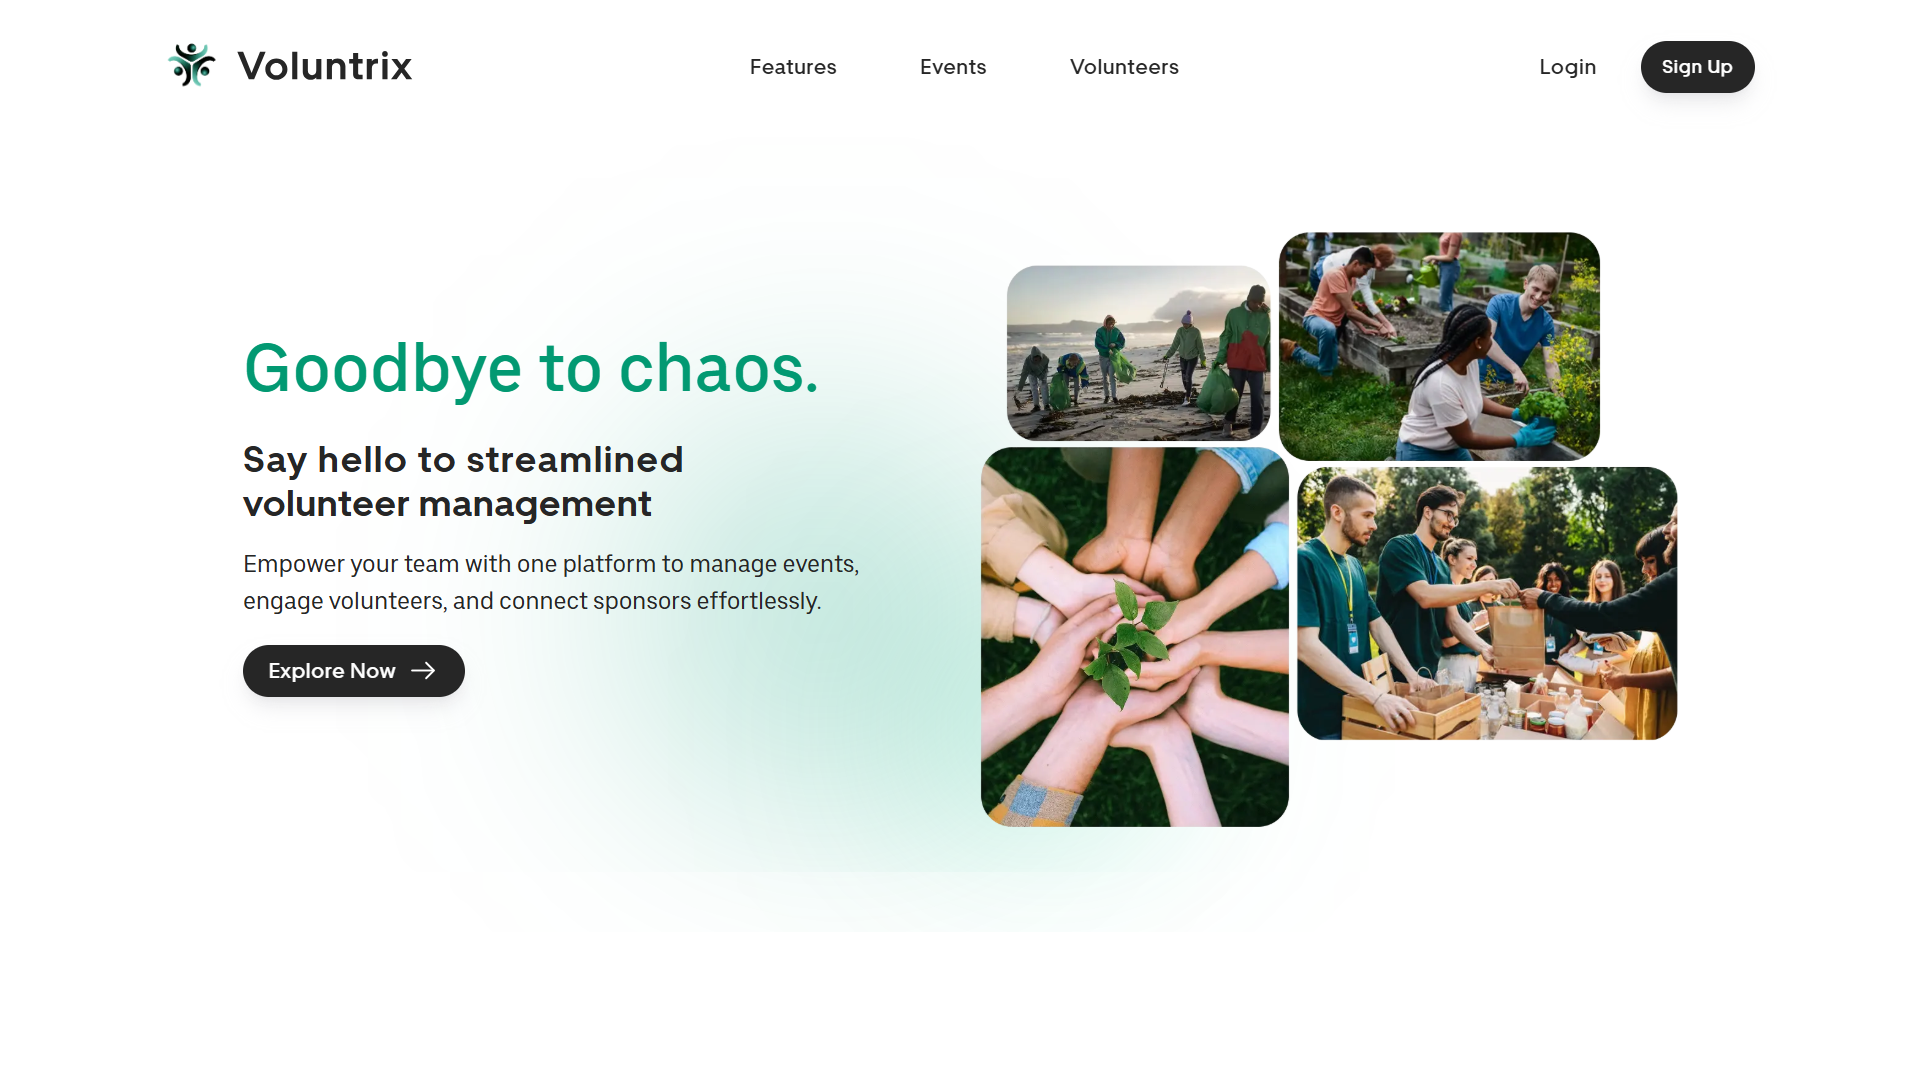 Voluntrix
Features
Events
Volunteers
Login
Sign Up
Goodbye to chaos.
Say hello to streamlined
volunteer management
Empower your team with one platform to manage events,
engage volunteers, and connect sponsors effortlessly.
Explore Now